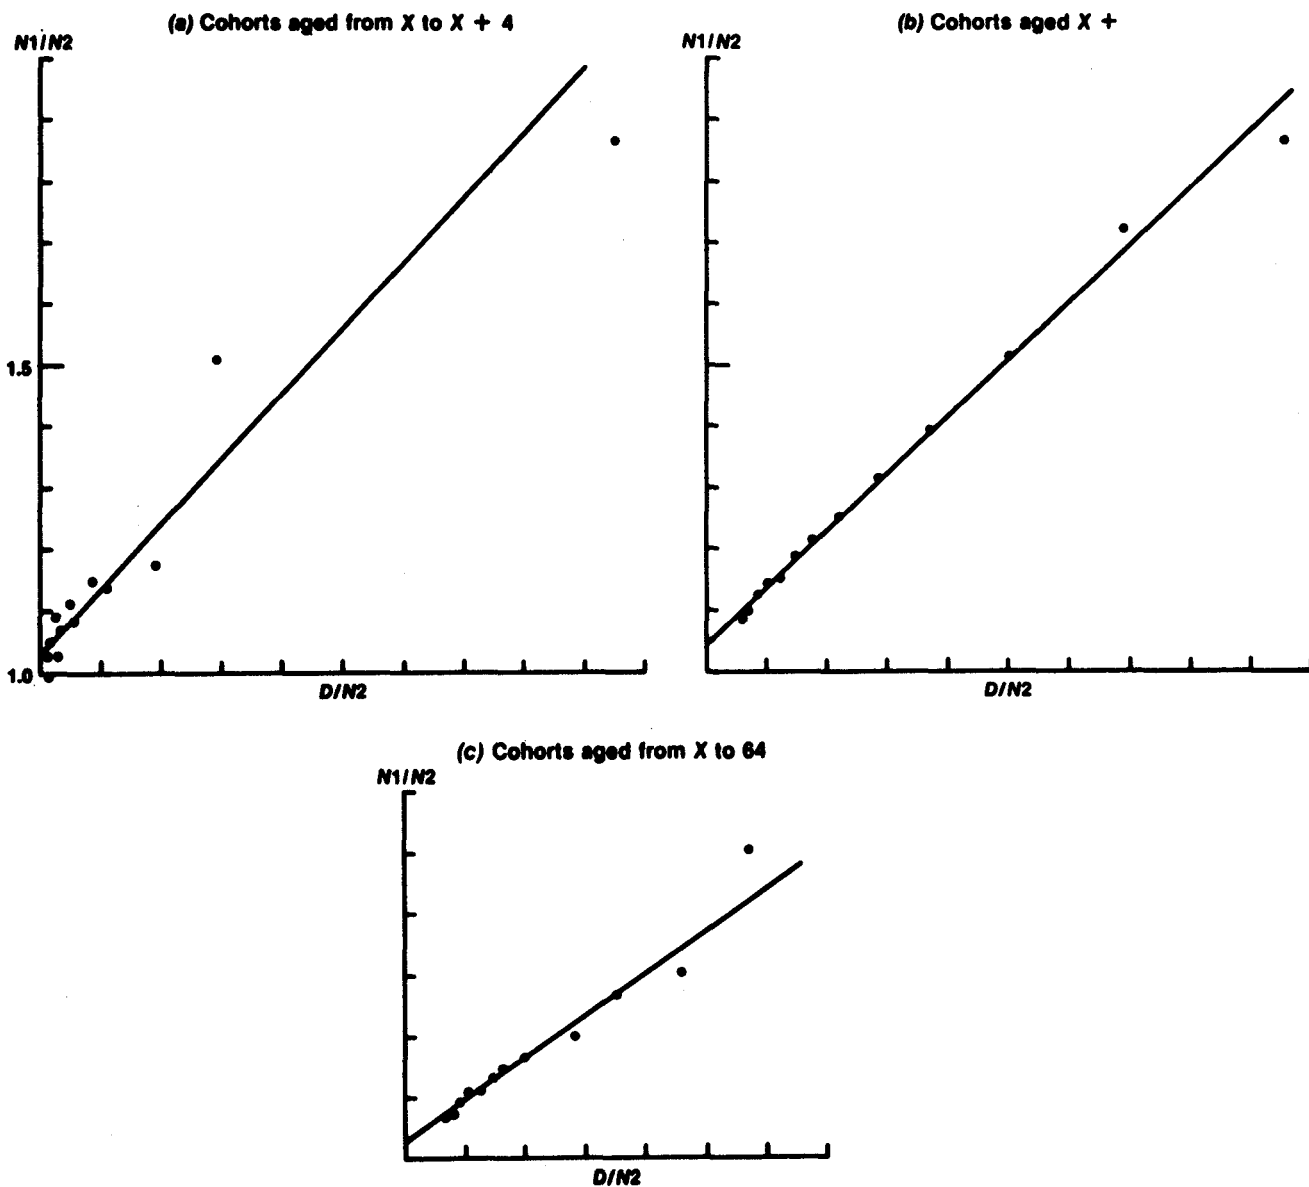 (a) Cohorts aged from X to X + 4
N1/N2
1.5
1.0
D/N2
(b) Cohorts aged X +
N1/N2
D/N2
(c) Cohorts aged from X to 64
N1/N2
D/N2